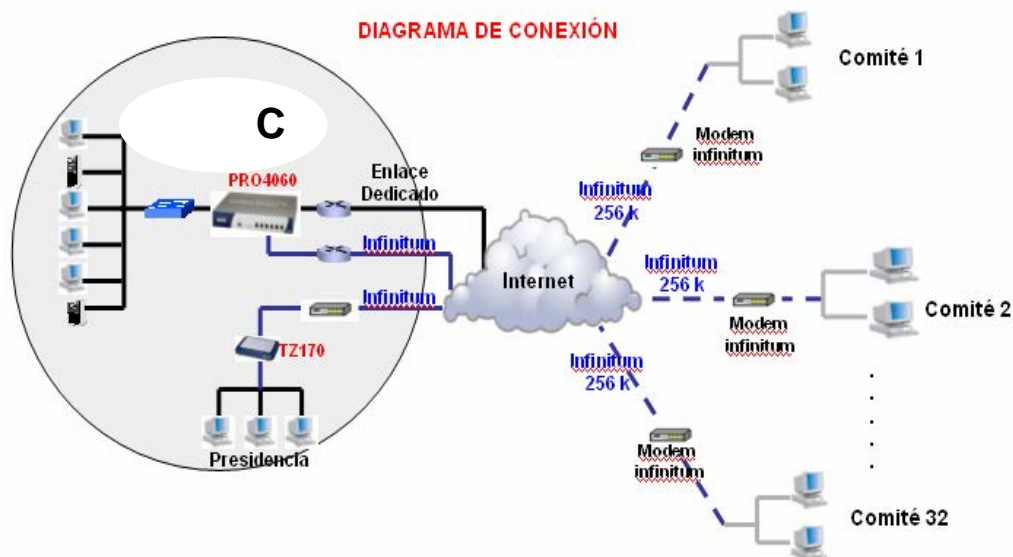 DIAGRAMA DE CONEXIÓN
C
PRO4060
Enlace
Dedicado
Infinitum
Infinitum
TZ170
Presidencia
Internet
Modem
infinitum
Infinitum
256 k
Comité 1
Infinitum
256 k
Modem
infinitum
Comité 2
Infinitum
256 k
Modem
infinitum
Comité 32